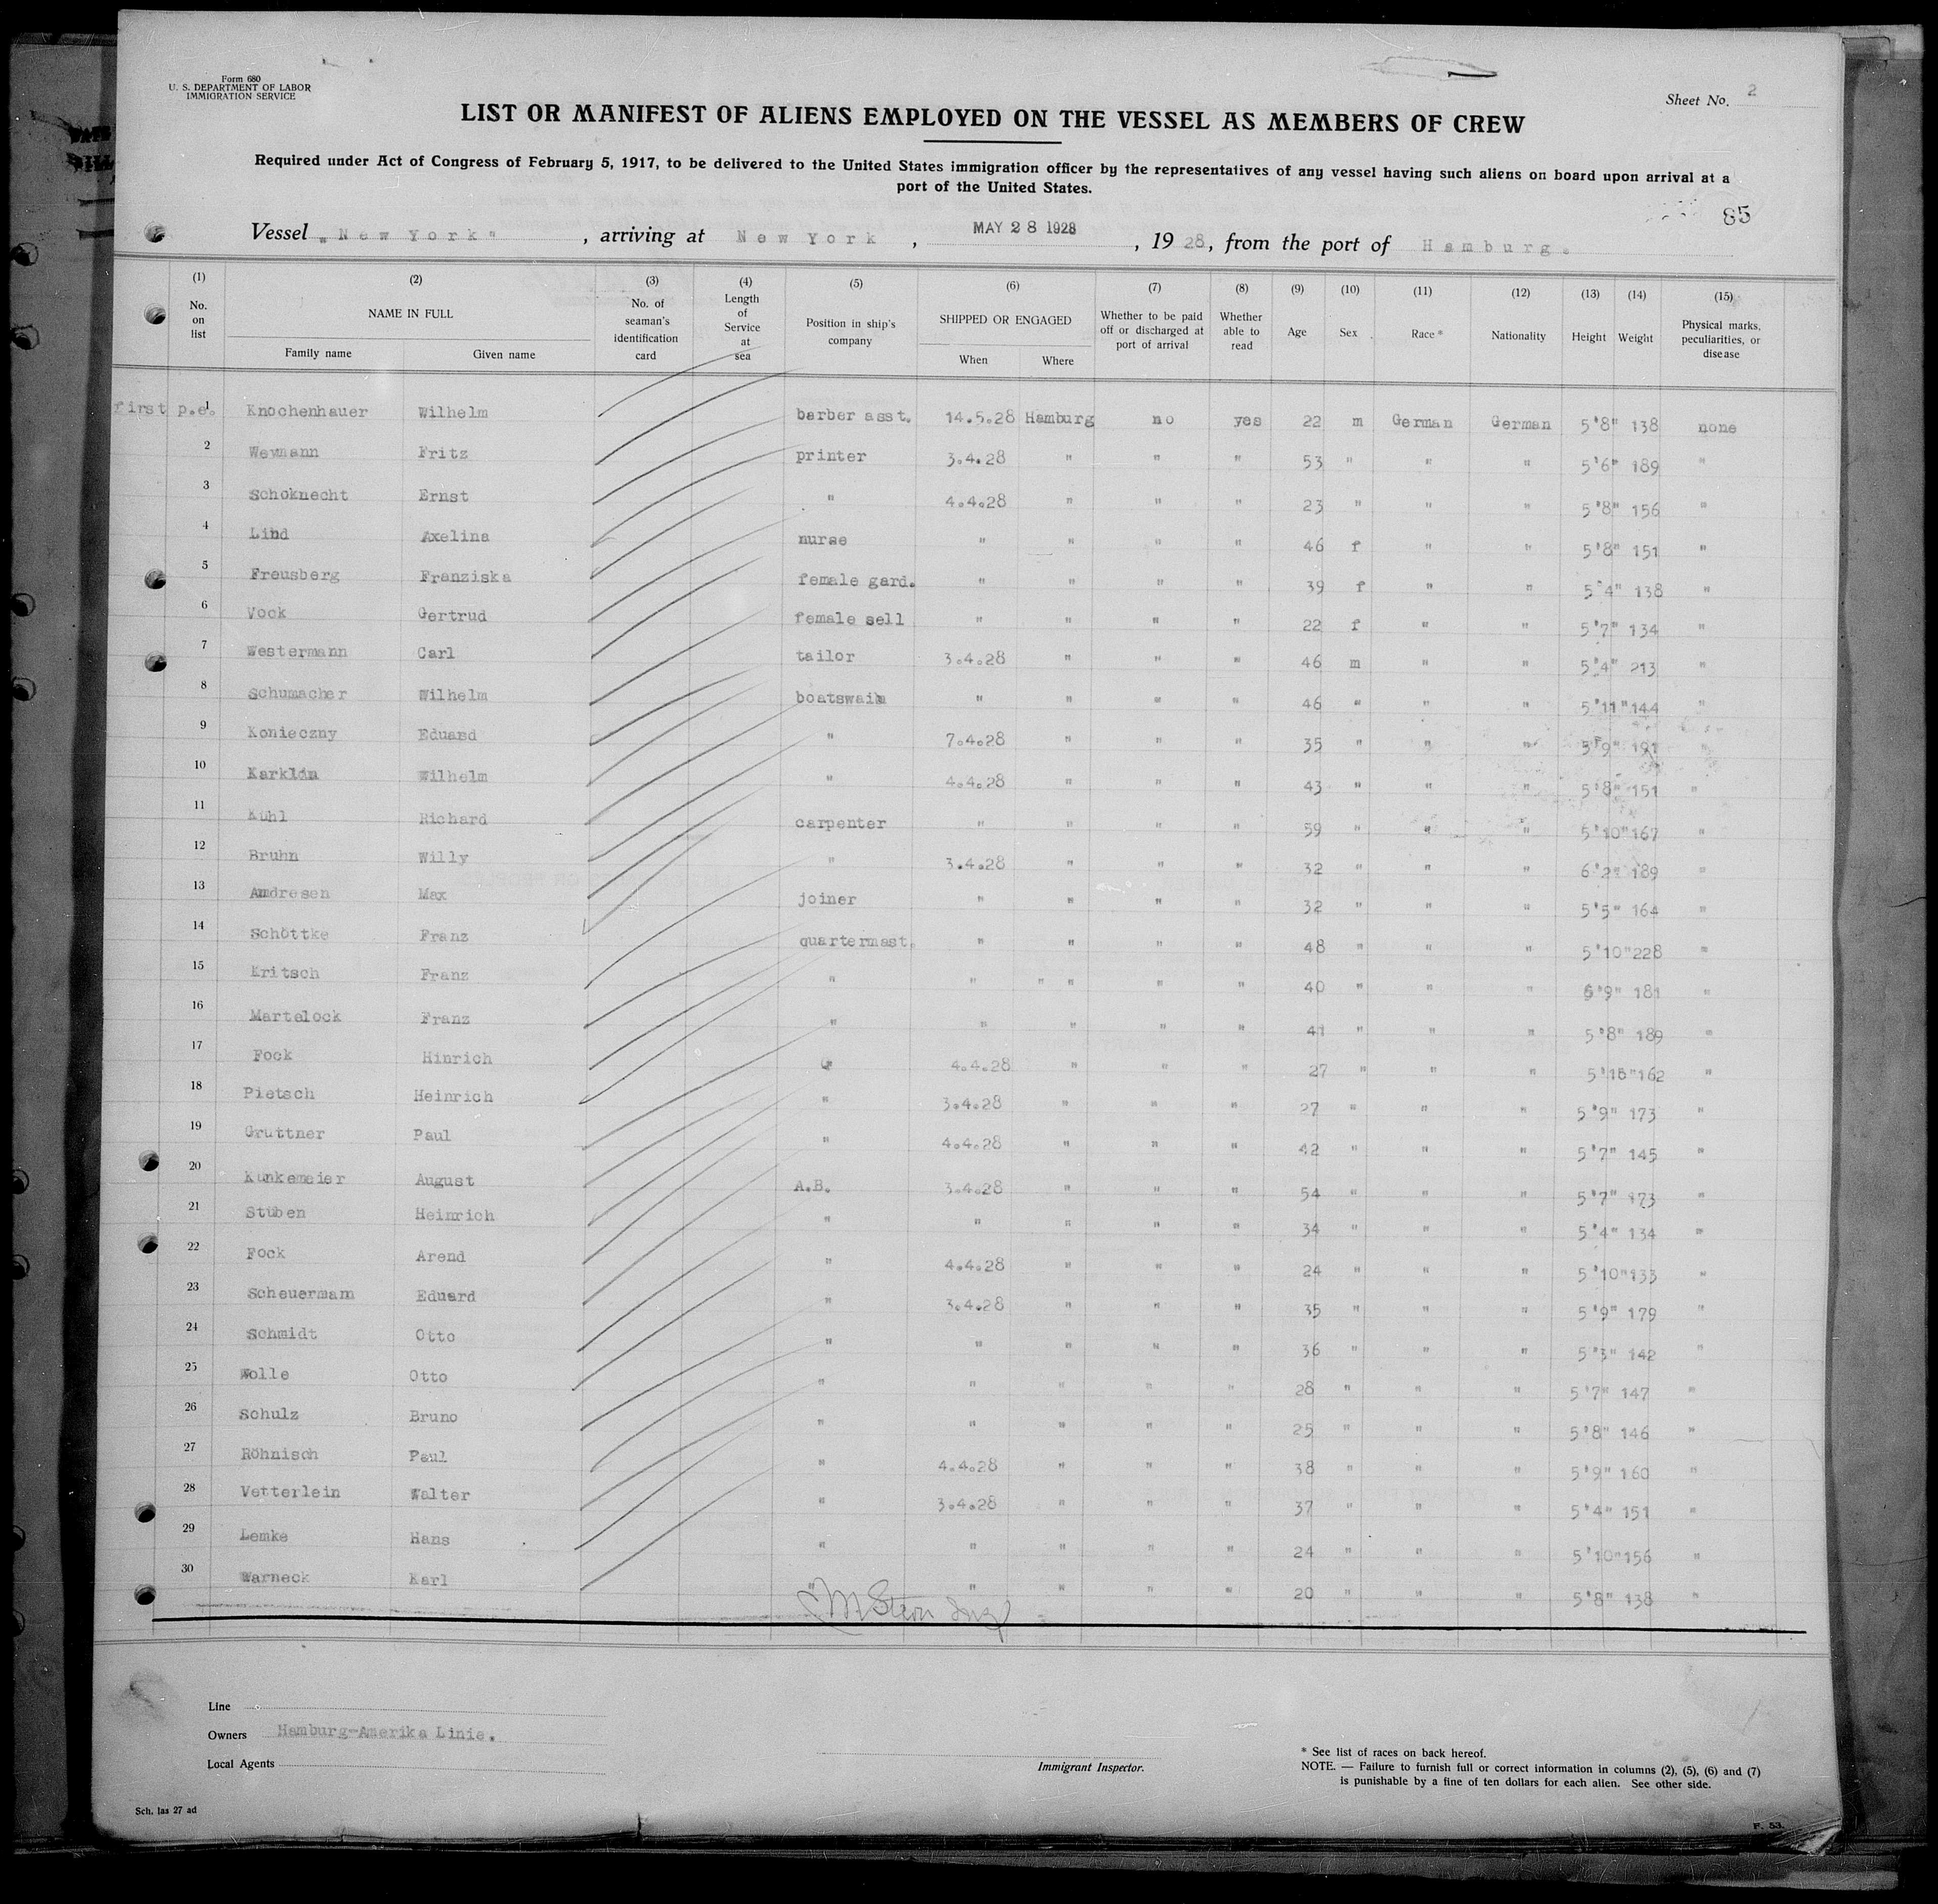 Form 680
U. S. DEPARTMENT OF LABOR
IMMIGRATION SERVICE
Sheet No. 2
LIST OR MANIFEST OF ALIENS EMPLOYED ON THE VESSEL AS MEMBERS OF CREW
Required under Act of Congress of February 5, 1917, to be delivered to the United States immigration officer by the representatives of any vessel having such aliens on board upon arrival at a
port of the United States.
85
Vessel „New York", arriving at New York, MAY 28 1928, 1928, from the port of Hamburg.
(1) (2) (3) (4) (5) (6) (7) (8) (9) (10) (11) (12) (13) (14) (15)
No. on list NAME IN FULL Family name Given name No. of seaman's identification card Length of Service at sea Position in ship's company SHIPPED OR ENGAGED When Where Whether to be paid off or discharged at port of arrival Whether able to read Age Sex Race * Nationality Height Weight Physical marks, peculiarities, or disease
first p.e. 1 Knochenhauer Wilhelm barber asst. 14.5.28 Hamburg no yes 22 m German German 5'8" 138 none
2 Weymann Fritz printer 3.4.28 " " " 53 " " " 5'6" 189 "
3 Schoknecht Ernst " 4.4.28 " " " 23 " " " 5'8" 156 "
4 Lind Axelina nurse " " " " 46 f " " 5'8" 151 "
5 Freusberg Franziska female gard. " " " " 39 f " " 5'4" 138 "
6 Vock Gertrud female sell " " " " 22 f " " 5'7" 134 "
7 Westermann Carl tailor 3.4.28 " " " 46 m " " 5'4" 213 "
8 Schumacher Wilhelm boatswain " " " " 46 " " " 5'11" 144 "
9 Konieczny Eduard " 7.4.28 " " " 35 " " " 5'9" 191 "
10 Karklin Wilhelm " 4.4.28 " " " 43 " " " 5'8" 151 "
11 Kuhl Richard carpenter " " " " 59 " " " 5'10" 167 "
12 Bruhn Willy " 3.4.28 " " " 32 " " " 6'2" 189 "
13 Andresen Max joiner " " " " 32 " " " 5'5" 164 "
14 Schöttke Franz quartermast. " " " " 48 " " " 5'10" 228 "
15 Kritsch Franz " " " " " " 40 " " " 9" 181 "
16 Martelock Franz " " " " " 41 " " " 5'8" 189 "
17 Fock Hinrich 4.4.28 " " " 27 " " " 162 "
18 Pietsch Heinrich " 3.4.28 " " " 27 " " " 5'9" 173 "
19 Gruttner Paul " 4.4.28 " " " 42 " " " 5'7" 145 "
20 Kunkemeier August A.B. 3.4.28 " " " 54 " " " 5'7" 173 "
21 Stüben Heinrich " " " " " 34 " " " 5'4" 134 "
22 Fock Arend " 4.4.28 " " " 24 " " " 5'10" 133 "
23 Scheuermam Eduard " 3.4.28 " " " 35 " " " 5'9" 179 "
24 Schmidt Otto " " " " " 36 " " " 5'3" 142 "
25 Wolle Otto " " " " " 28 " " " 5'7" 147 "
26 Schulz Bruno " " " " " 25 " " " 5'8" 146 "
27 Röhnisch Paul " 4.4.28 " " " 38 " " " 5'9" 160 "
28 Vetterlein Walter " 3.4.28 " " " 37 " " " 5'4" 151 "
29 Lemke Hans " " " " " 24 " " " 5'10" 156 "
30 Warneck Karl " " " " " 20 " " " 5'8" 138 "
Line
Owners Hamburg-Amerika Linie.
Local Agents
Immigrant Inspector.
* See list of races on back hereof.
NOTE. — Failure to furnish full or correct information in columns (2), (5), (6) and (7)
is punishable by a fine of ten dollars for each alien. See other side.
Sch. las 27 ad
F. 53.